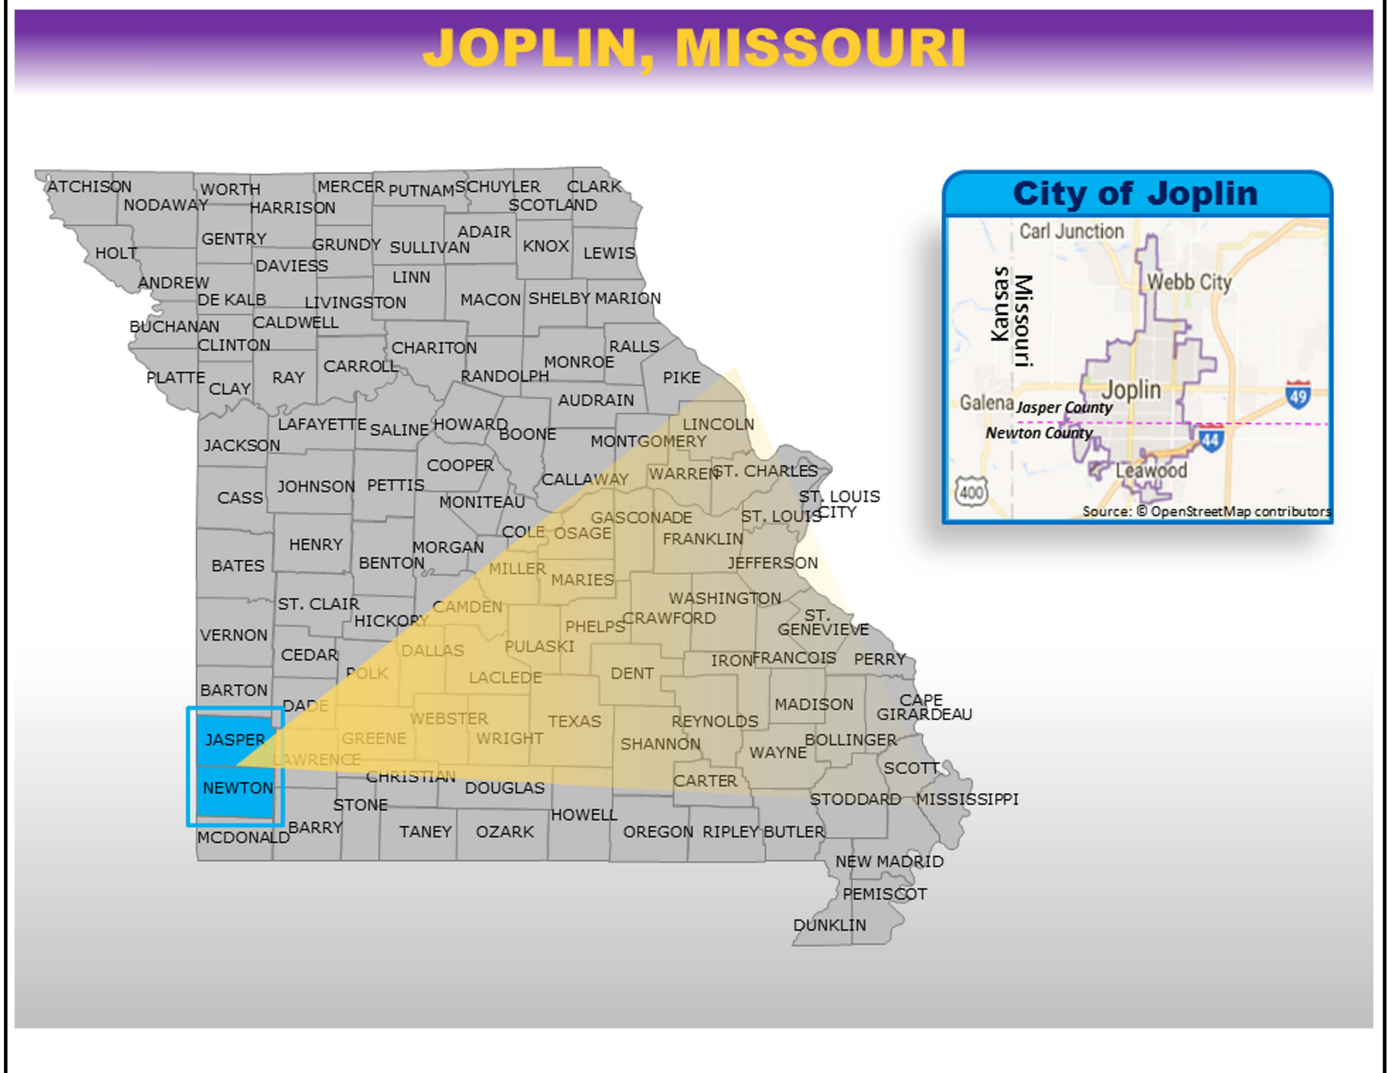 JOPLIN, MISSOURI
ATCHISON
NODAWAY
WORTH
HARRISON
MERCER
PUTNAM
SCHUYLER
SCOTLAND
CLARK
HOLT
GENTRY
GRUNDY
SULLIVAN
ADAIR
KNOX
LEWIS
ANDREW
DAVIESS
LINN
DE KALB
LIVINGSTON
MACON
SHELBY
MARION
BUCHANAN
CALDWELL
CLINTON
CHARITON
RALLS
PLATTE
CLAY
RAY
CARROLL
RANDOLPH
MONROE
PIKE
AUDRAIN
JACKSON
LAFAYETTE
SALINE
HOWARD
BOONE
MONTGOMERY
LINCOLN
CASS
JOHNSON
PETTIS
COOPER
MONITEAU
CALLAWAY
WARREN
ST. CHARLES
ST. LOUIS
CITY
ST. LOUIS
GASCONADE
COLE
OSAGE
FRANKLIN
BATES
HENRY
BENTON
MORGAN
MILLER
MARIES
JEFFERSON
ST. CLAIR
HICKORY
CAMDEN
WASHINGTON
VERNON
CEDAR
DALLAS
PULASKI
PHELPS
CRAWFORD
ST.
GENEVIEVE
BARTON
DADE
POLK
LACLEDE
DENT
IRON
FRANCOIS
PERRY
JASPER
LAWRENCE
GREENE
WEBSTER
WRIGHT
TEXAS
SHANNON
REYNOLDS
MADISON
CAPE
GIRARDEAU
WAYNE
BOLLINGER
NEWTON
CHRISTIAN
DOUGLAS
HOWELL
CARTER
SCOTT
STODDARD
MISSISSIPPI
MCDONALD
BARRY
STONE
TANEY
OZARK
OREGON
RIPLEY
BUTLER
NEW MADRID
PEMISCOT
DUNKLIN
City of Joplin
Carl Junction
Kansas
Missouri
Webb City
Joplin
Galena
Jasper County
Newton County
49
44
400
Leawood
Source: © OpenStreetMap contributors